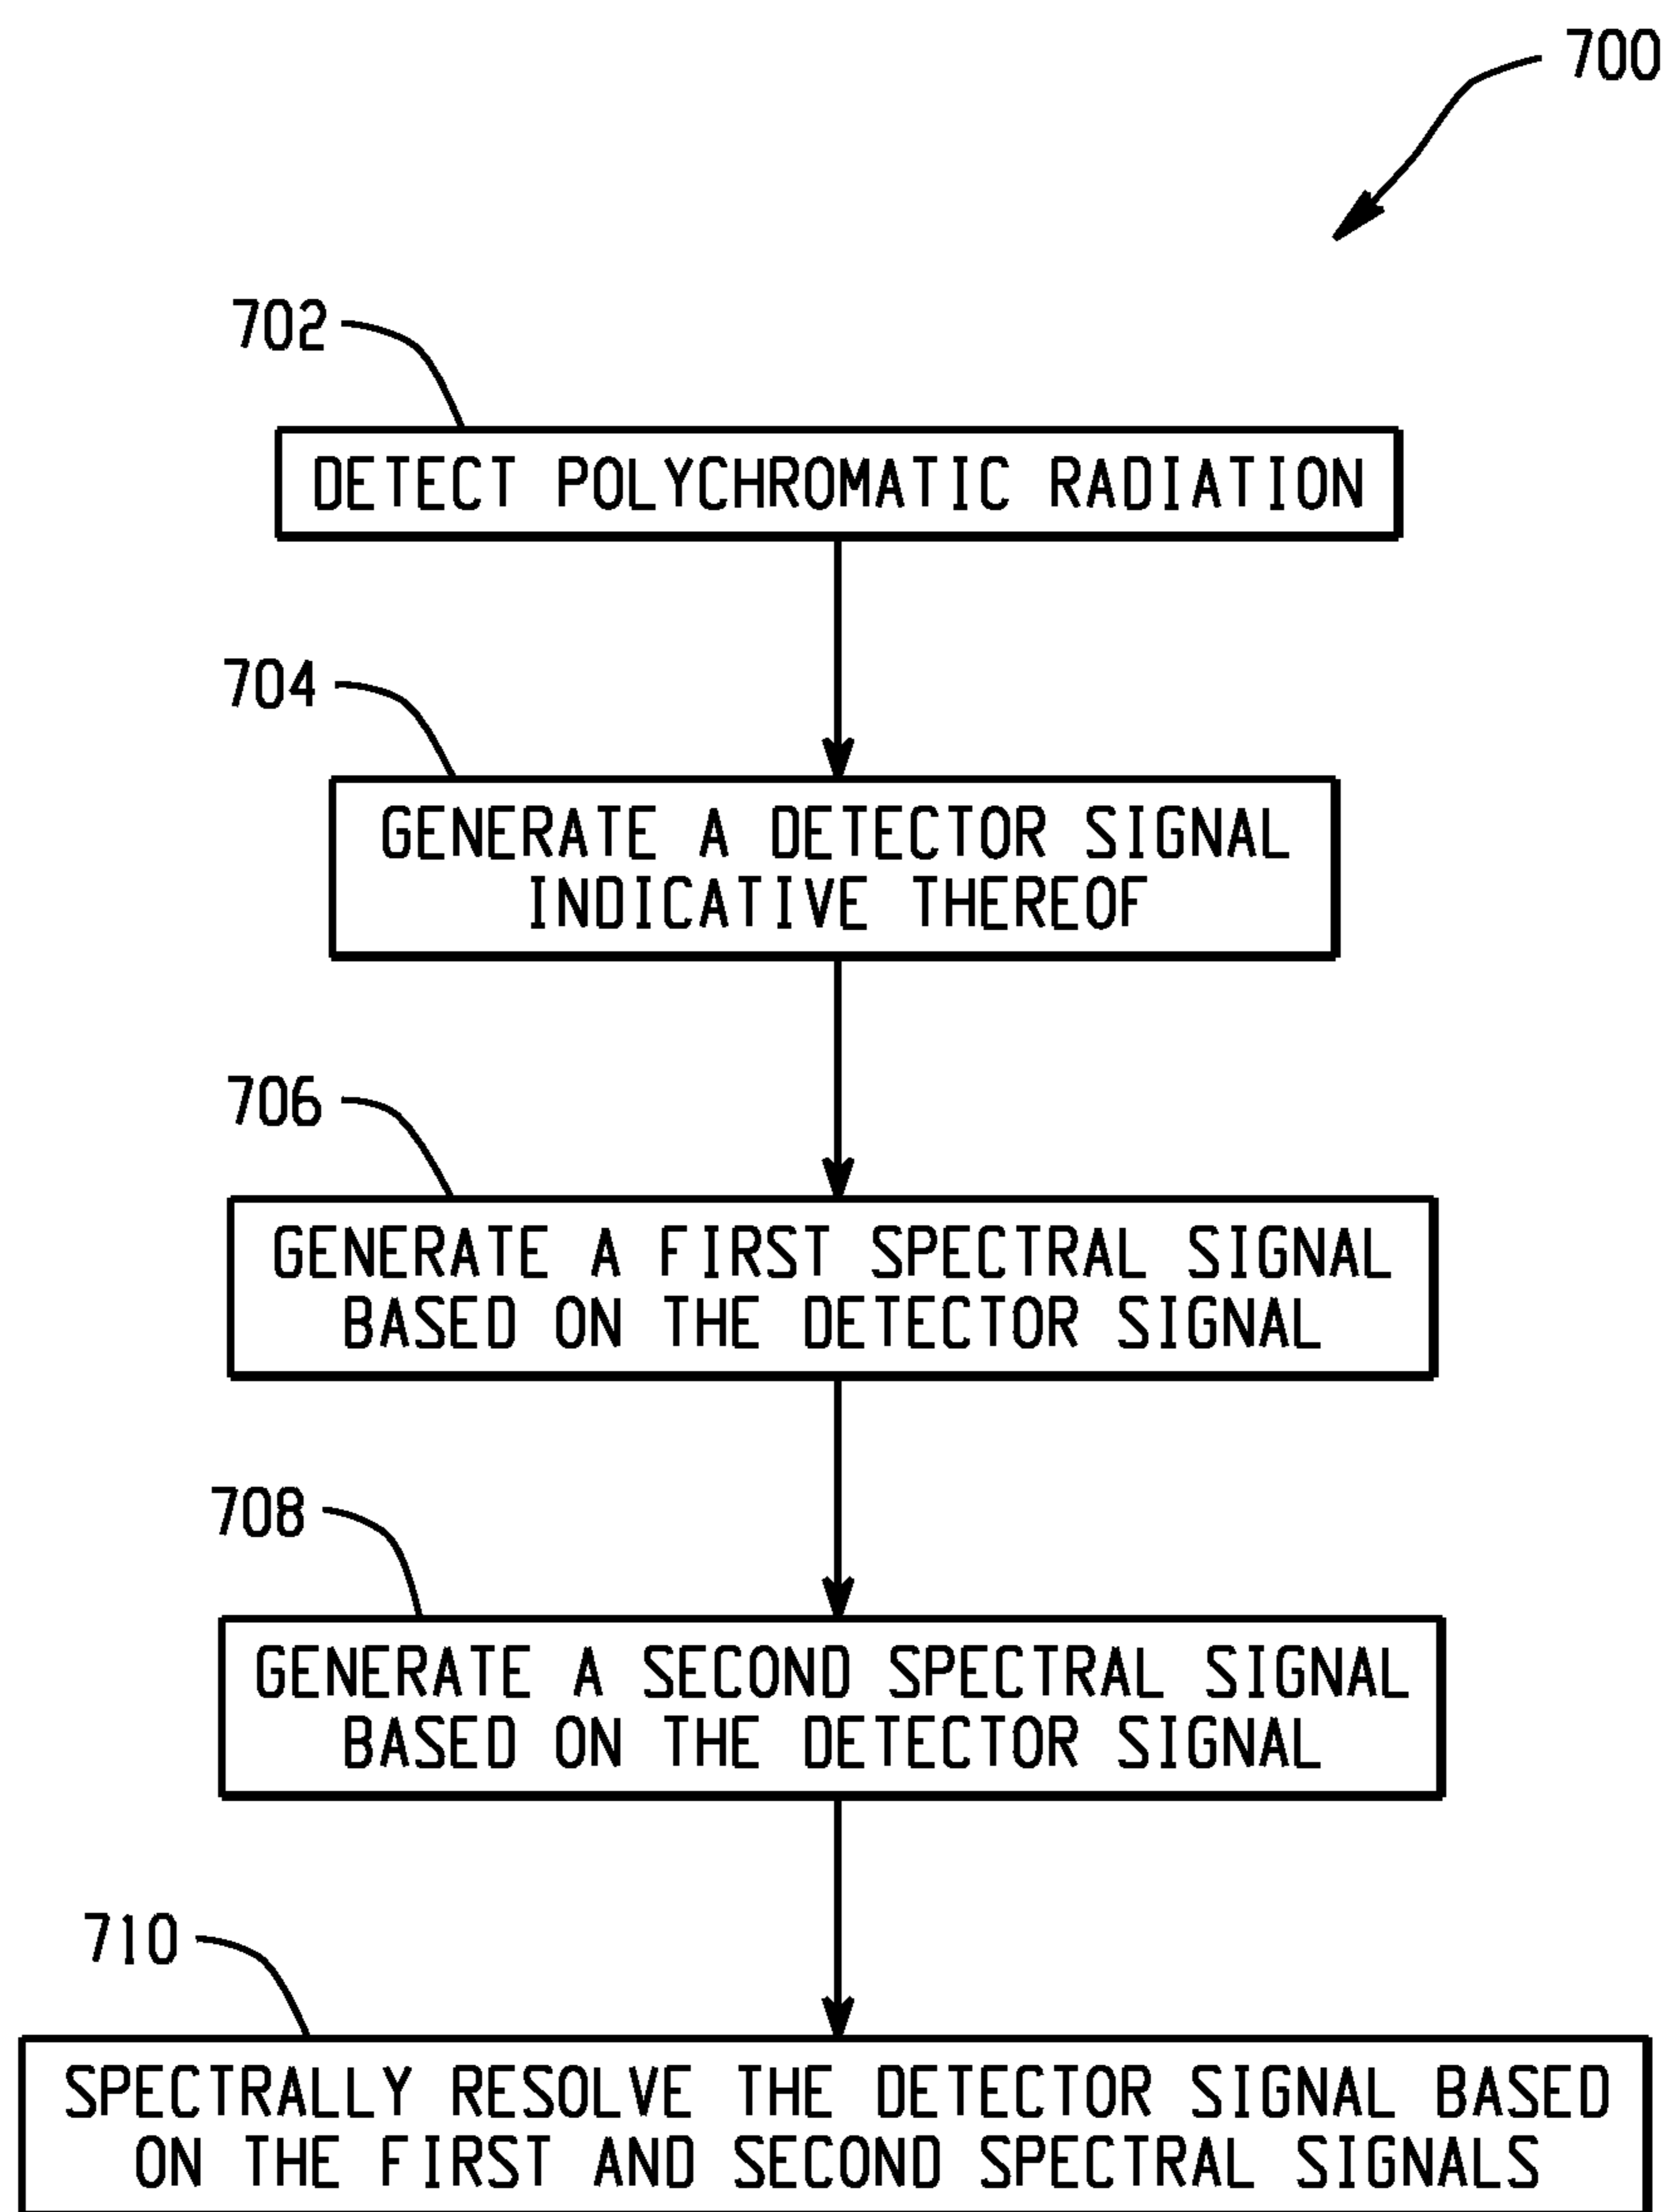 700
702
DETECT POLYCHROMATIC RADIATION
704
GENERATE A DETECTOR SIGNAL
INDICATIVE THEREOF
706
GENERATE A FIRST SPECTRAL SIGNAL
BASED ON THE DETECTOR SIGNAL
708
GENERATE A SECOND SPECTRAL SIGNAL
BASED ON THE DETECTOR SIGNAL
710
SPECTRALLY RESOLVE THE DETECTOR SIGNAL BASED
ON THE FIRST AND SECOND SPECTRAL SIGNALS